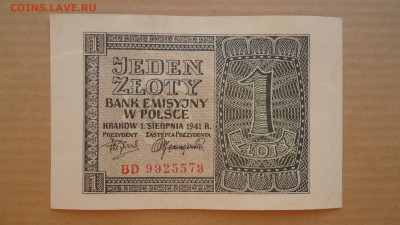 COINS.LAVE.RU
1
JEDEN
ZŁOTY
BANK EMISYJNY
W POLSCE
KRAKÓW 1. SIERPNIA 1941 R.
PREZYDENT ZASTĘPCA PREZYDENTA
BD 9925579
1
1
ZŁOTY